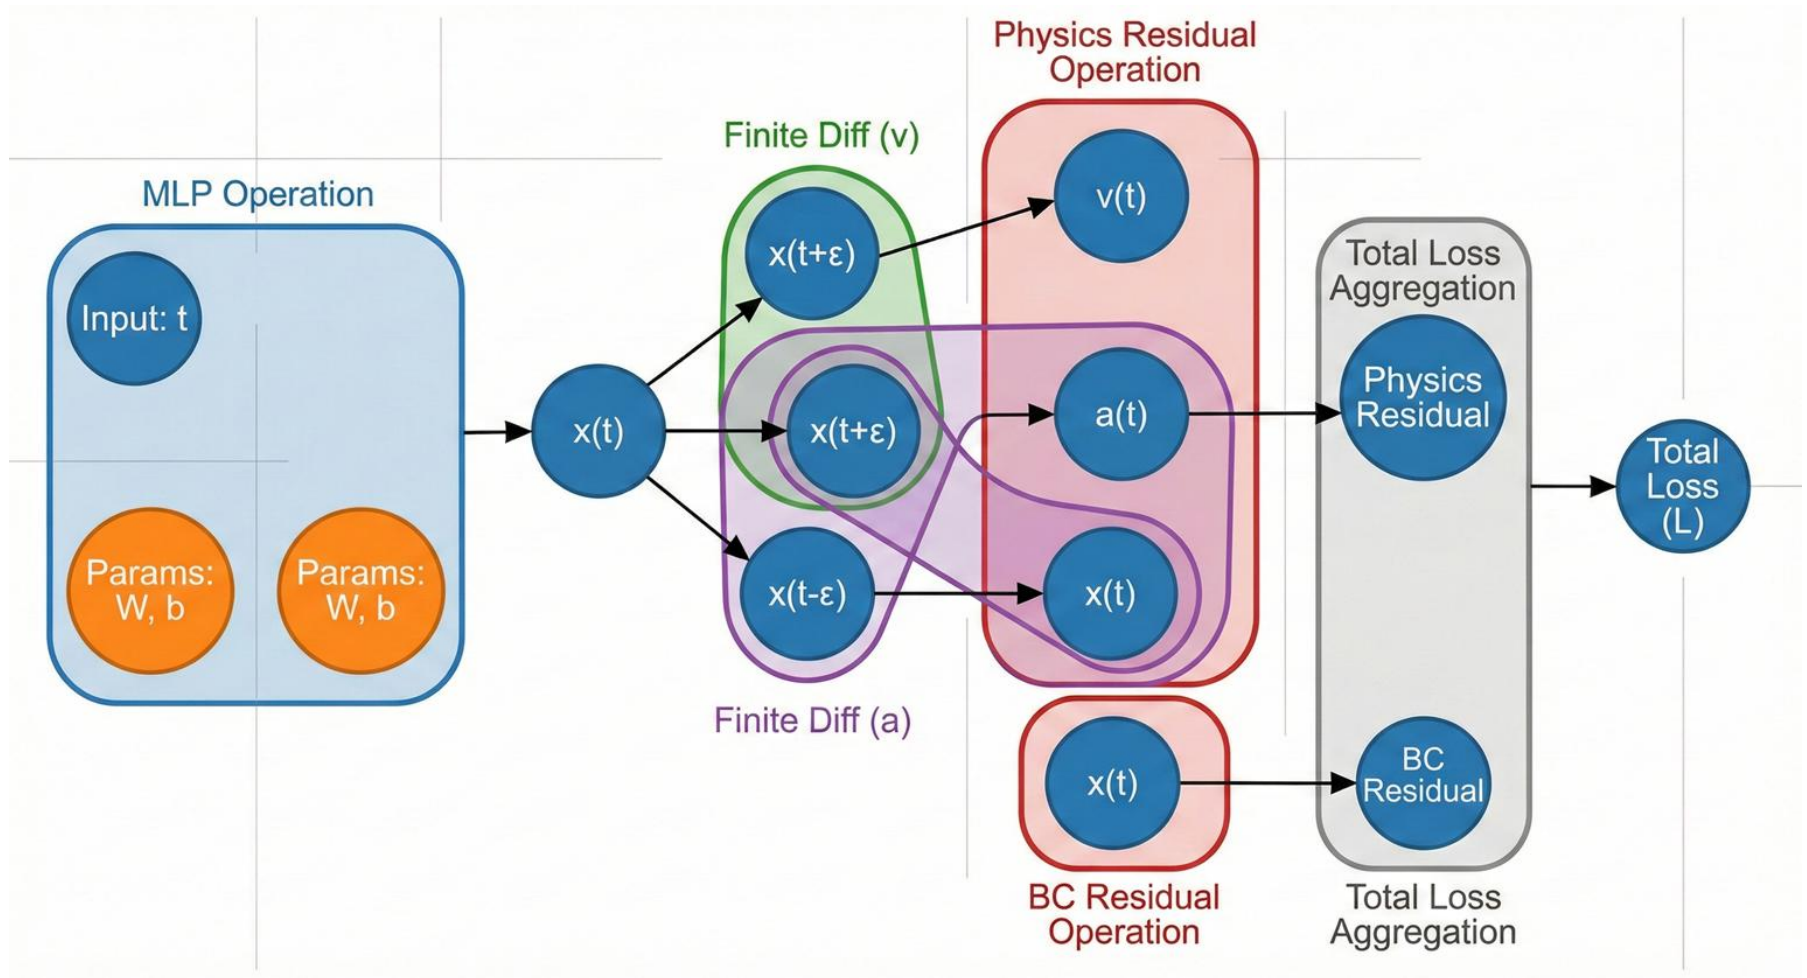 Physics Residual
Operation
Finite Diff (v)
MLP Operation
Input: t
Params:
W, b
Params:
W, b
x(t)
x(t+ε)
x(t+ε)
x(t-ε)
Finite Diff (a)
v(t)
a(t)
x(t)
x(t)
BC Residual
Operation
Total Loss
Aggregation
Physics
Residual
BC
Residual
Total Loss
Aggregation
Total
Loss
(L)